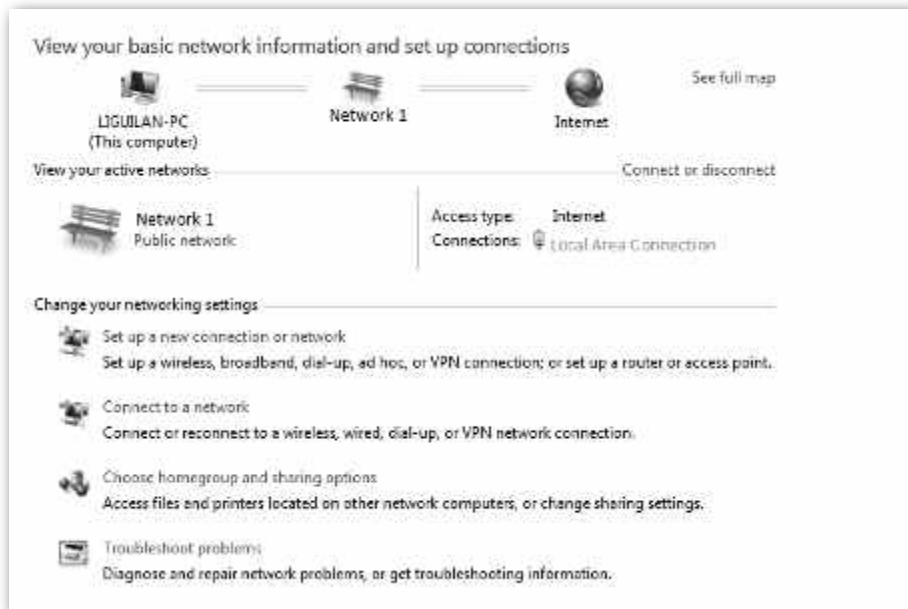 View your basic network information and set up connections
See full map
LIGUILAN-PC
(This computer)
Network 1
Internet
View your active networks
Connect or disconnect
Network 1
Public network
Access type: Internet
Connections: Local Area Connection
Change your networking settings
Set up a new connection or network
Set up a wireless, broadband, dial-up, ad hoc, or VPN connection; or set up a router or access point.
Connect to a network
Connect or reconnect to a wireless, wired, dial-up, or VPN network connection.
Choose homegroup and sharing options
Access files and printers located on other network computers, or change sharing settings.
Troubleshoot problems
Diagnose and repair network problems, or get troubleshooting information.